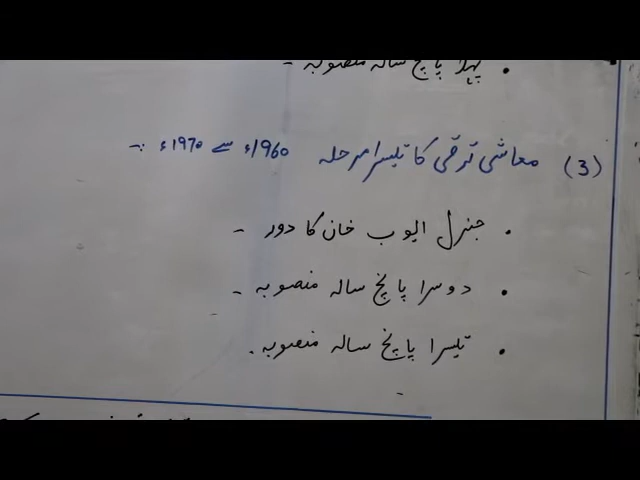 • پہلا پانچ سالہ منصوبہ -
(3) معاشی ترقی کا تیسرا مرحلہ 1960ء سے 1970ء :-
• جنرل ایوب خان کا دور -
• دوسرا پانچ سالہ منصوبہ -
• تیسرا پانچ سالہ منصوبہ .